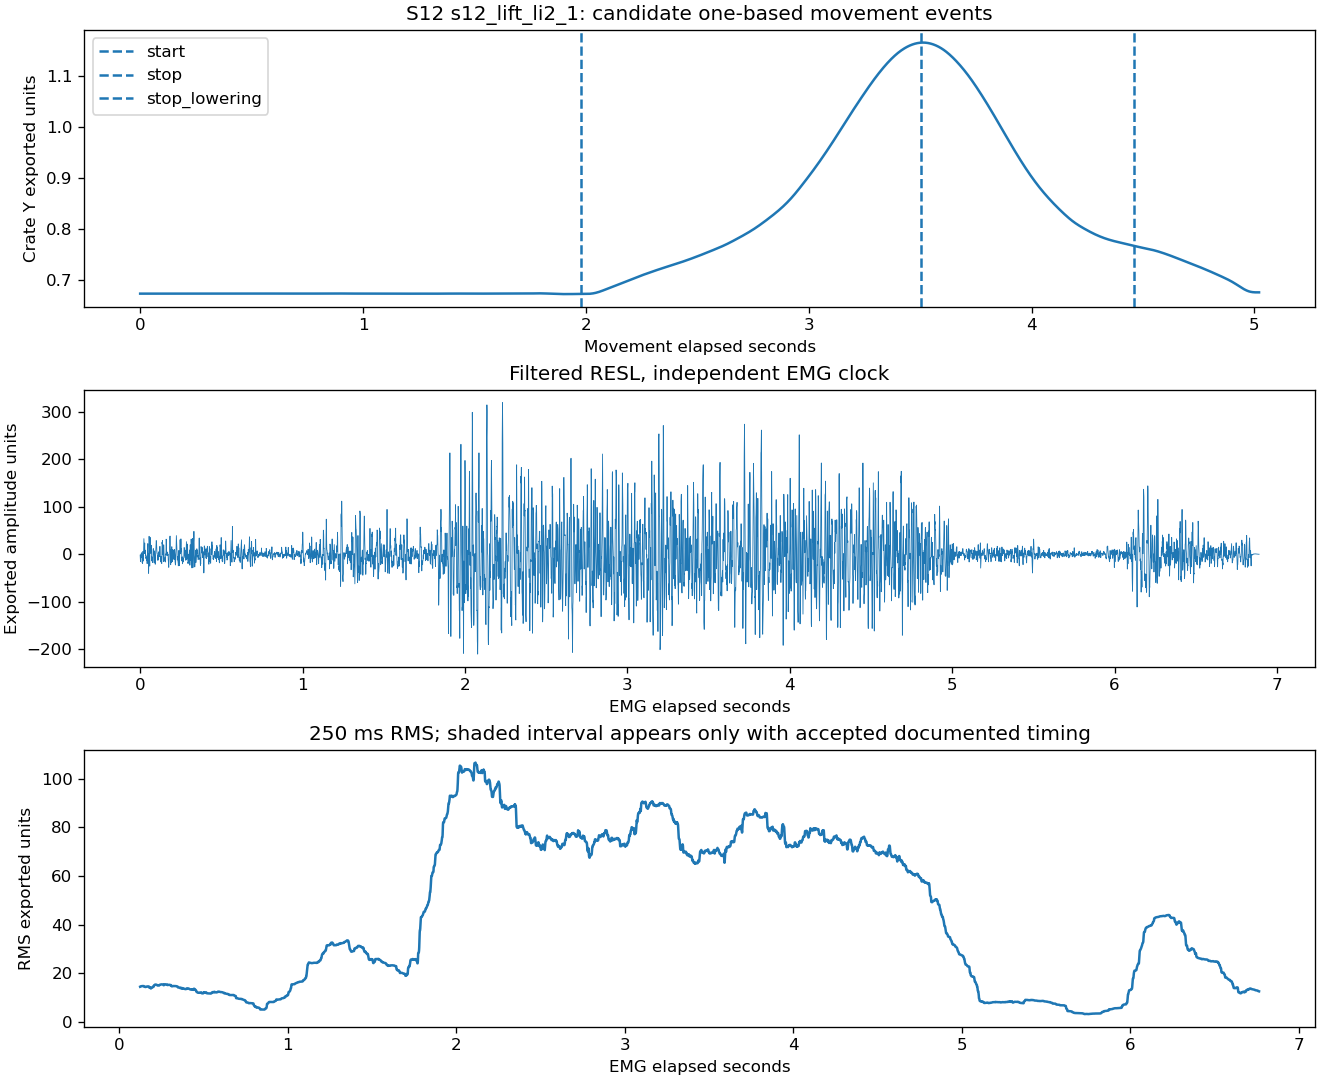 S12 s12_lift_li2_1: candidate one-based movement events
start
stop
stop_lowering
Crate Y exported units
1.1
1.0
0.9
0.8
0.7
0 1 2 3 4 5
Movement elapsed seconds
Filtered RESL, independent EMG clock
Exported amplitude units
300
200
100
0
−100
−200
0 1 2 3 4 5 6 7
EMG elapsed seconds
250 ms RMS; shaded interval appears only with accepted documented timing
RMS exported units
100
80
60
40
20
0
0 1 2 3 4 5 6 7
EMG elapsed seconds